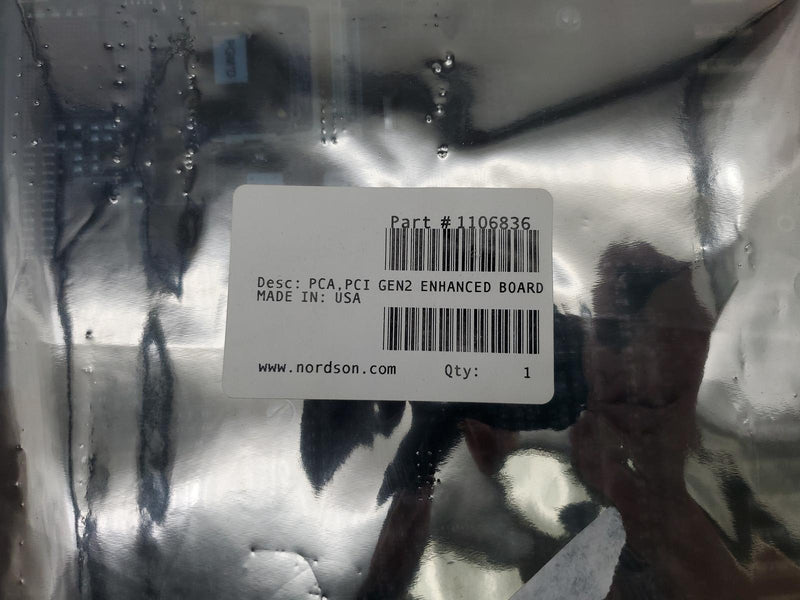 Part # 1106836
Desc: PCA,PCI GEN2 ENHANCED BOARD
MADE IN: USA
www.nordson.com Qty: 1